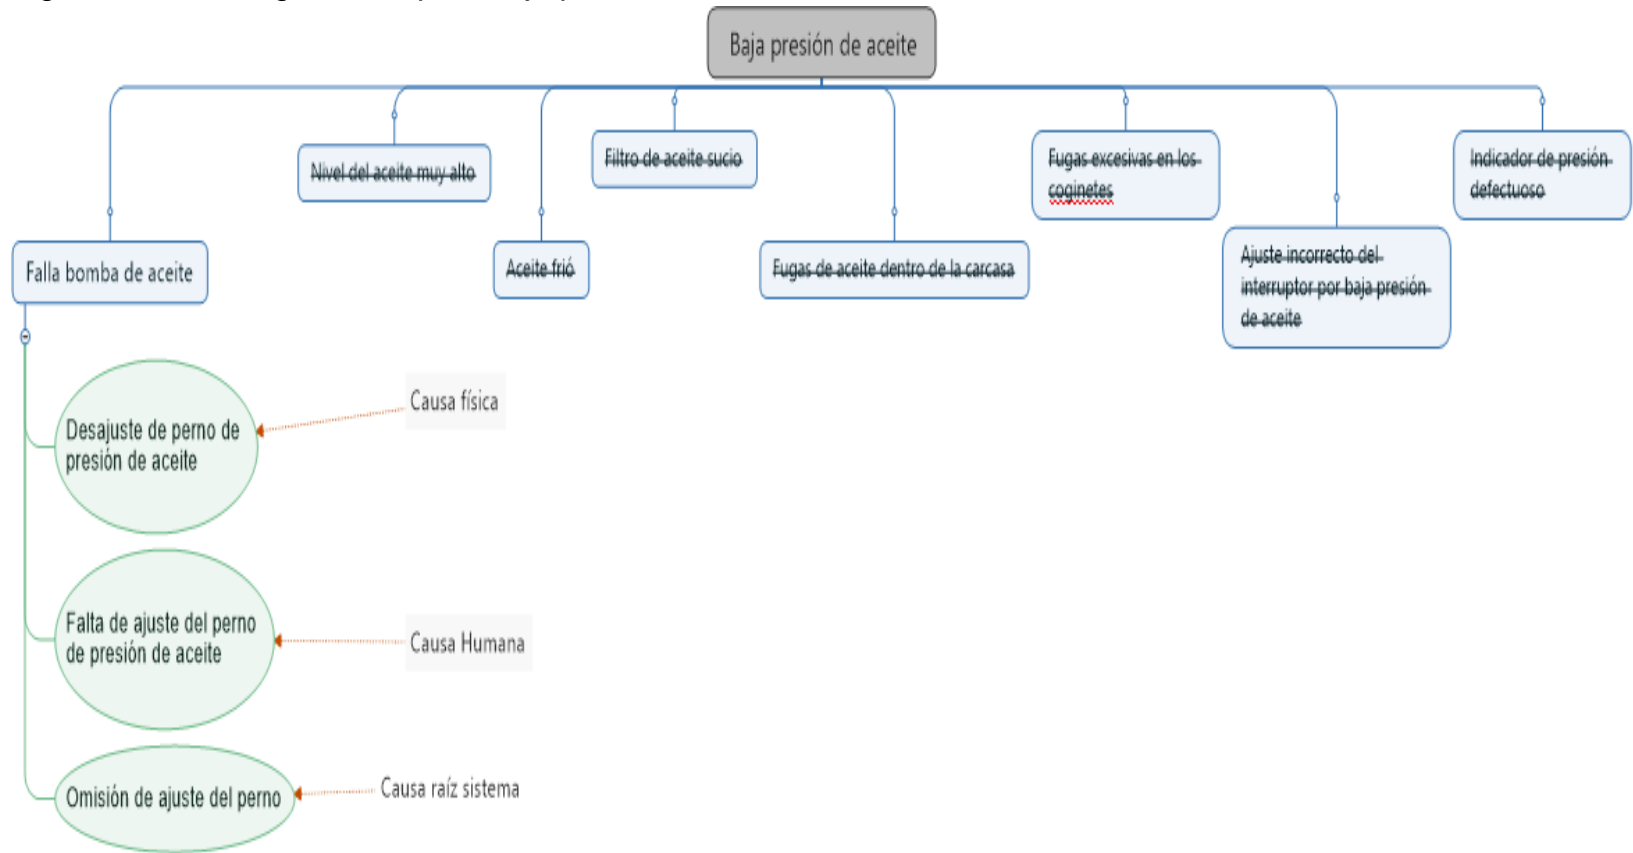 Baja presión de aceite
Nivel del aceite muy alto
Filtro de aceite sucio
Fugas excesivas en los
coginetes
Indicador de presión
defectuoso
Falla bomba de aceite
Aceite frió
Fugas de aceite dentro de la carcasa
Ajuste incorrecto del
interruptor por baja presión
de aceite
Desajuste de perno de
presión de aceite
Causa física
Falta de ajuste del perno
de presión de aceite
Causa Humana
Omisión de ajuste del perno
Causa raíz sistema